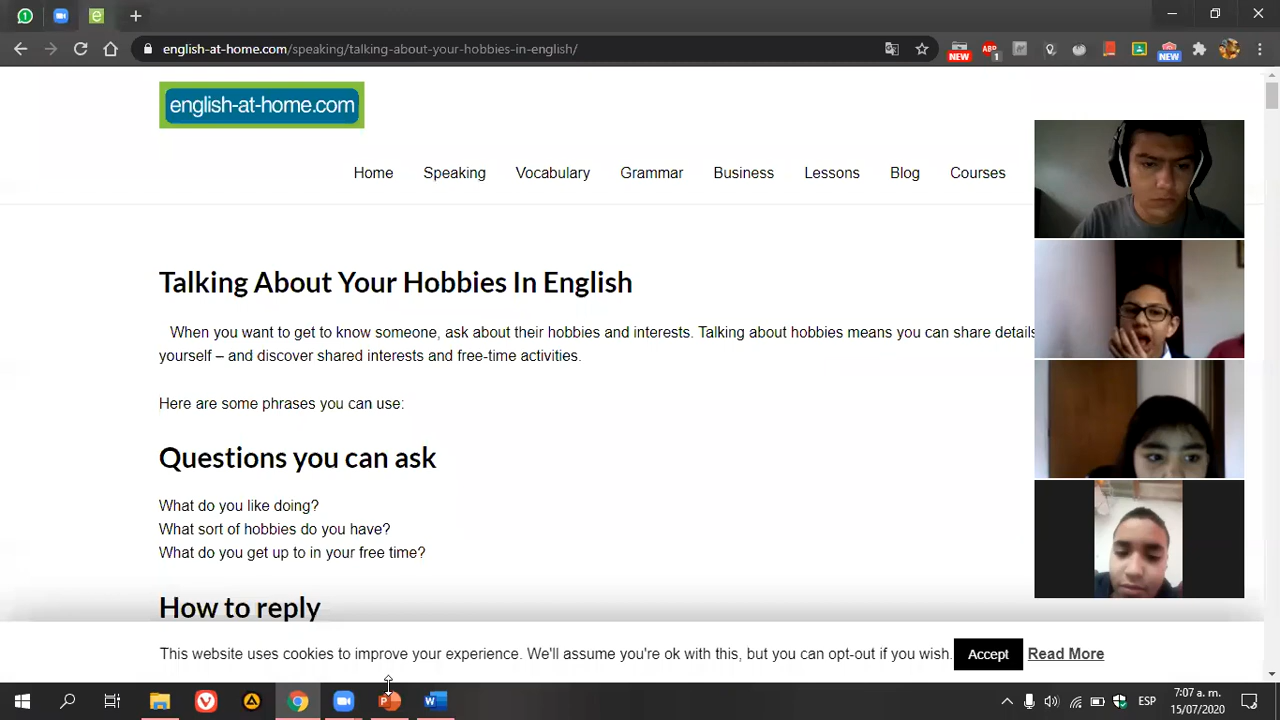 english-at-home.com/speaking/talking-about-your-hobbies-in-english/
ABP
1
NEW
NEW
english-at-home.com
Home Speaking Vocabulary Grammar Business Lessons Blog Courses
Talking About Your Hobbies In English
When you want to get to know someone, ask about their hobbies and interests. Talking about hobbies means you can share details
yourself – and discover shared interests and free-time activities.
Here are some phrases you can use:
Questions you can ask
What do you like doing?
What sort of hobbies do you have?
What do you get up to in your free time?
How to reply
This website uses cookies to improve your experience. We'll assume you're ok with this, but you can opt-out if you wish. Accept Read More
ESP
7:07 a. m.
15/07/2020